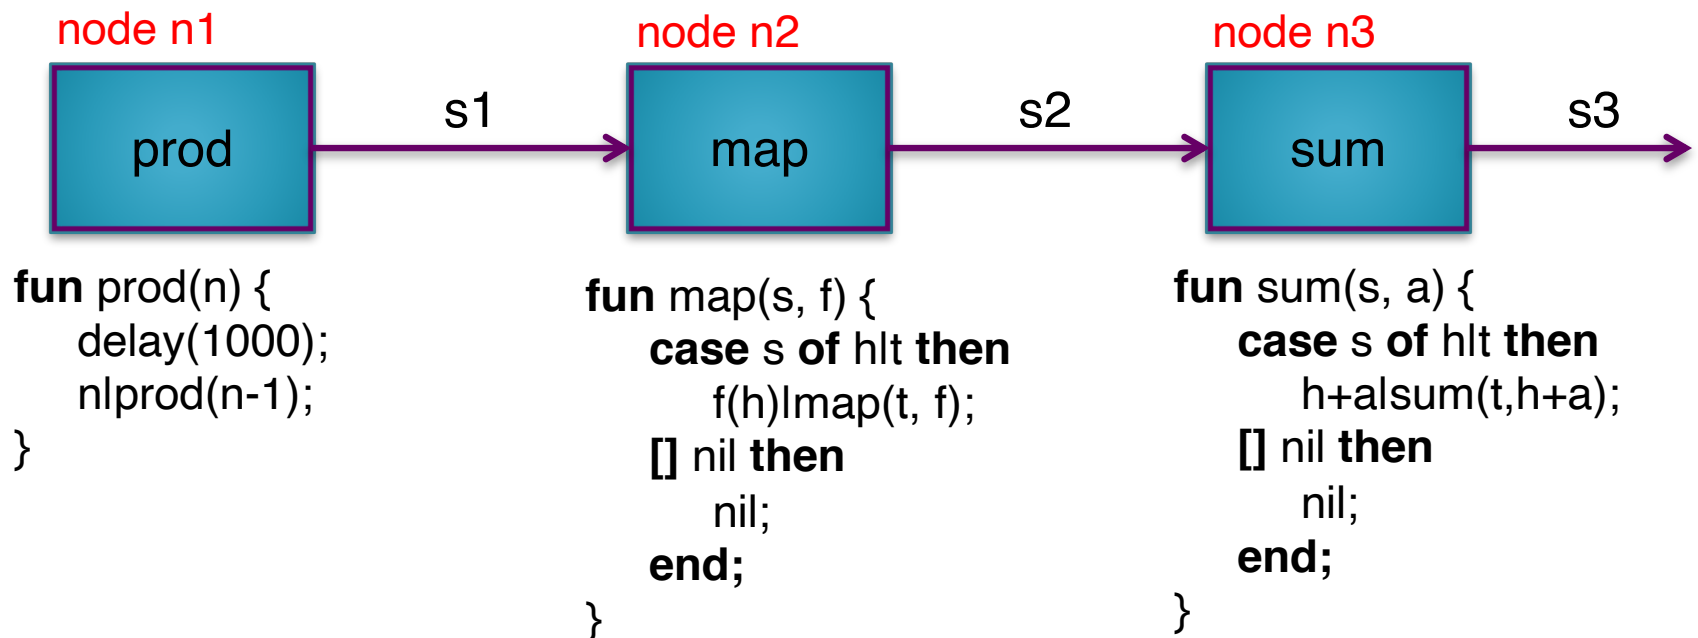 node n1
node n2
node n3
s1
s2
s3
prod
map
sum
fun prod(n) {
delay(1000);
n|prod(n-1);
}
fun map(s, f) {
case s of h|t then
f(h)|map(t, f);
[] nil then
nil;
end;
}
fun sum(s, a) {
case s of h|t then
h+a|sum(t,h+a);
[] nil then
nil;
end;
}